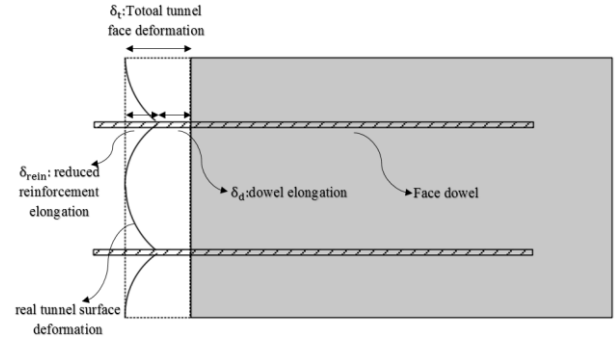 δt:Totoal tunnel
face deformation
δrein: reduced
reinforcement
elongation
δd:dowel elongation
Face dowel
real tunnel surface
deformation